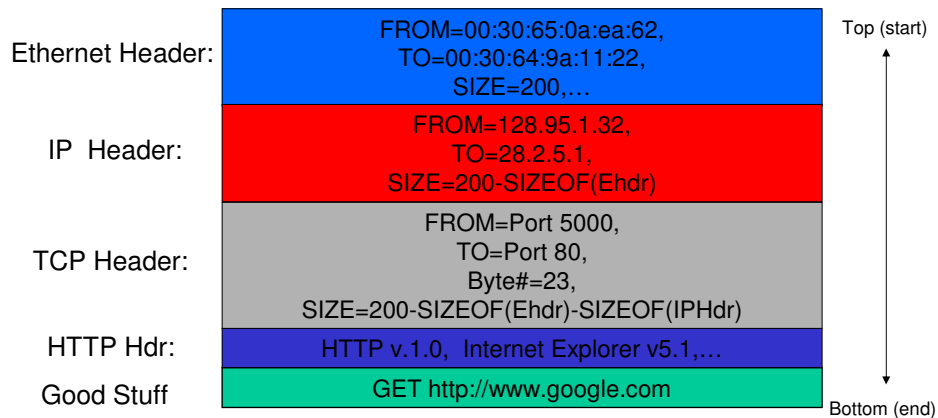 Ethernet Header:
FROM=00:30:65:0a:ea:62,
TO=00:30:64:9a:11:22,
SIZE=200,…
Top (start)
IP Header:
FROM=128.95.1.32,
TO=28.2.5.1,
SIZE=200-SIZEOF(Ehdr)
TCP Header:
FROM=Port 5000,
TO=Port 80,
Byte#=23,
SIZE=200-SIZEOF(Ehdr)-SIZEOF(IPHdr)
HTTP Hdr:
HTTP v.1.0, Internet Explorer v5.1,…
Good Stuff
GET http://www.google.com
Bottom (end)